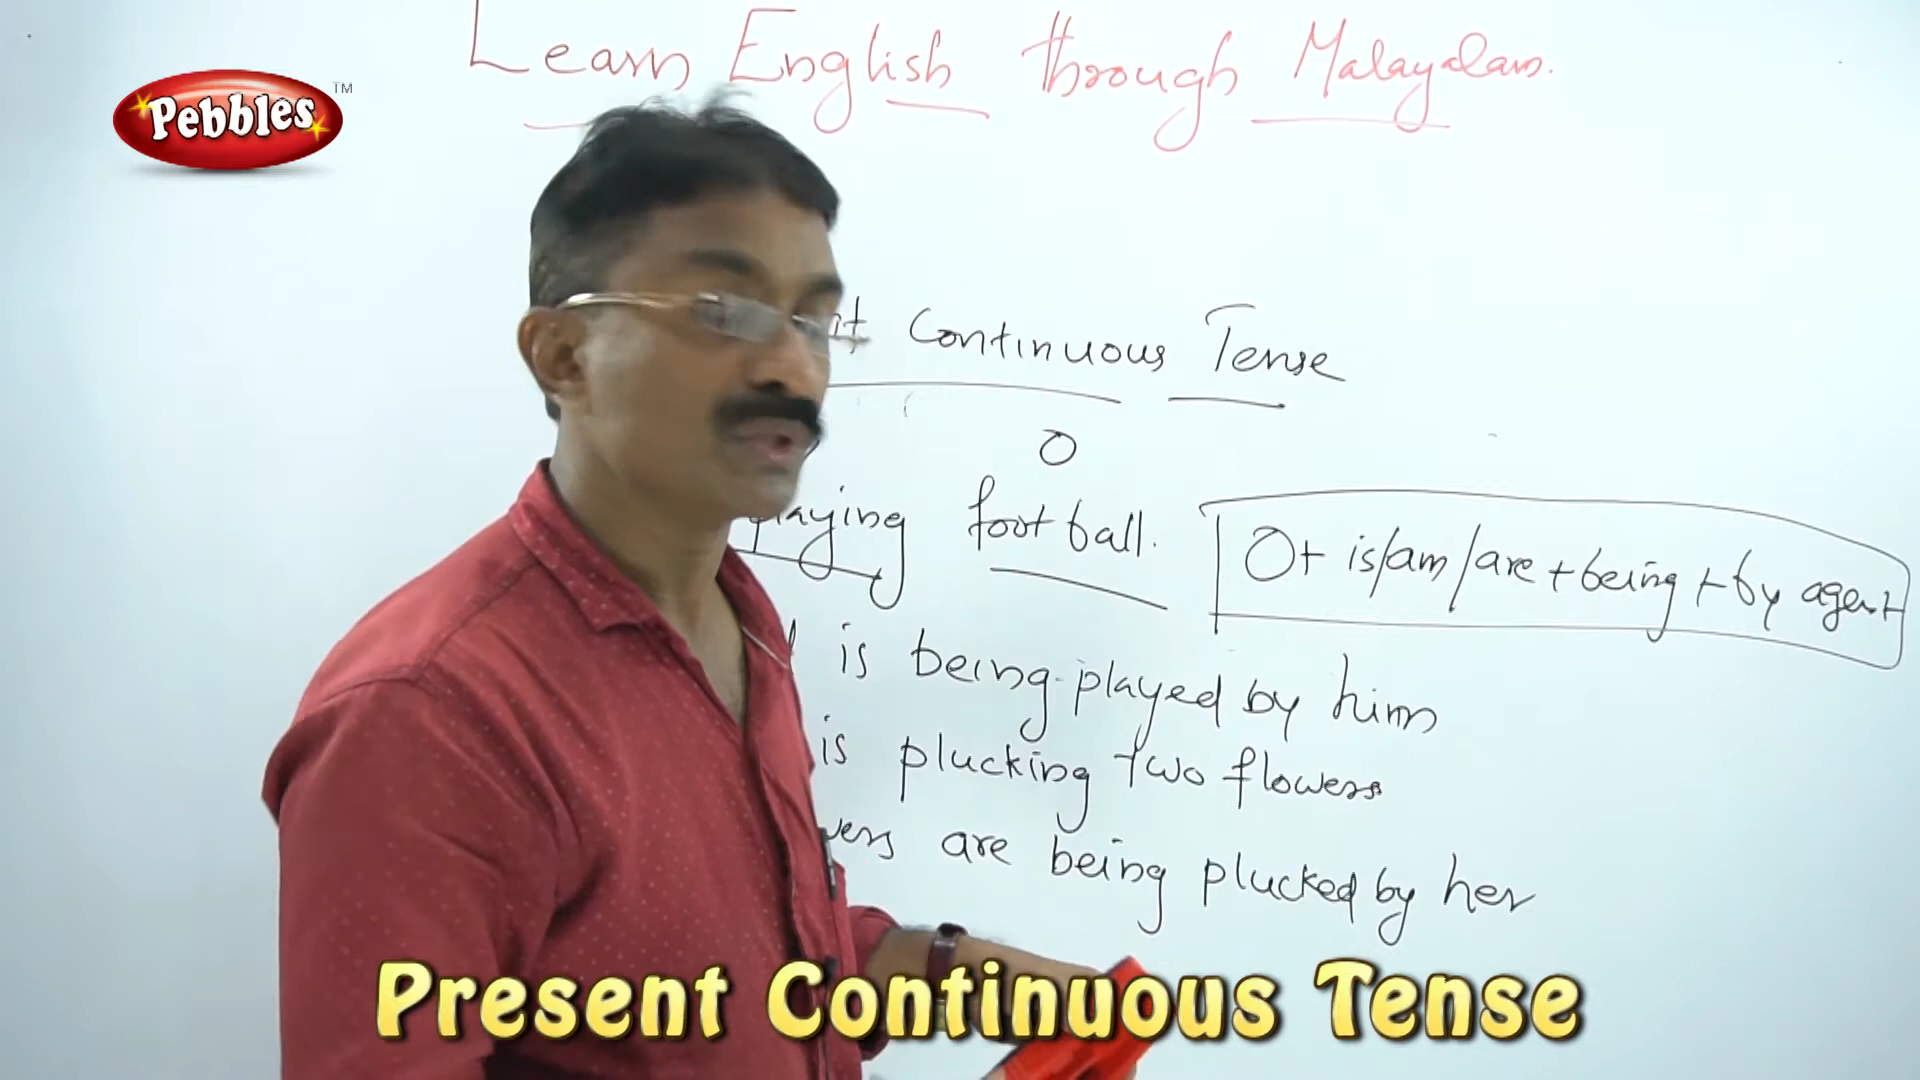 Learn English through Malayalam.
Pebbles TM
Continuous Tense
O
playing football.
O+ is/am/are + being + by agent
is being played by him
is plucking two flowers
are being plucked by her
Present Continuous Tense